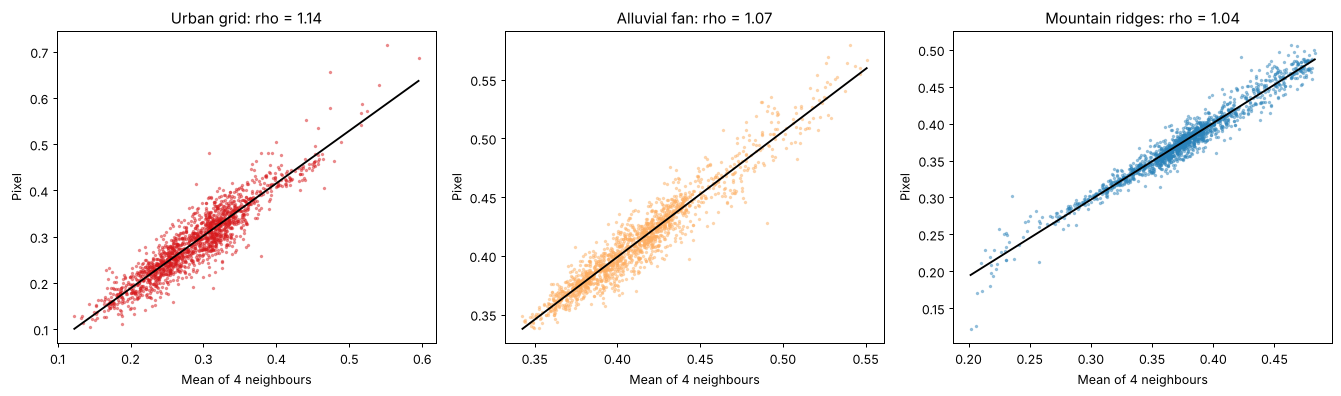 Urban grid: rho = 1.14
0.7
0.6
0.5
0.4
0.3
0.2
0.1
Pixel
0.1 0.2 0.3 0.4 0.5 0.6
Mean of 4 neighbours
Alluvial fan: rho = 1.07
0.55
0.50
0.45
0.40
0.35
Pixel
0.35 0.40 0.45 0.50 0.55
Mean of 4 neighbours
Mountain ridges: rho = 1.04
0.50
0.45
0.40
0.35
0.30
0.25
0.20
0.15
Pixel
0.20 0.25 0.30 0.35 0.40 0.45
Mean of 4 neighbours